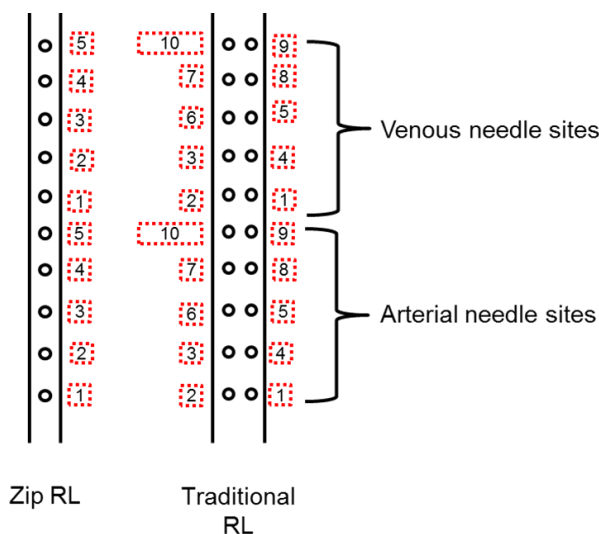 5 10 9
4 7 8
3 6 5
Venous needle sites
2 3 4
1 2 1
5 10 9
4 7 8
3 6 5
Arterial needle sites
2 3 4
1 2 1
Zip RL
Traditional
RL